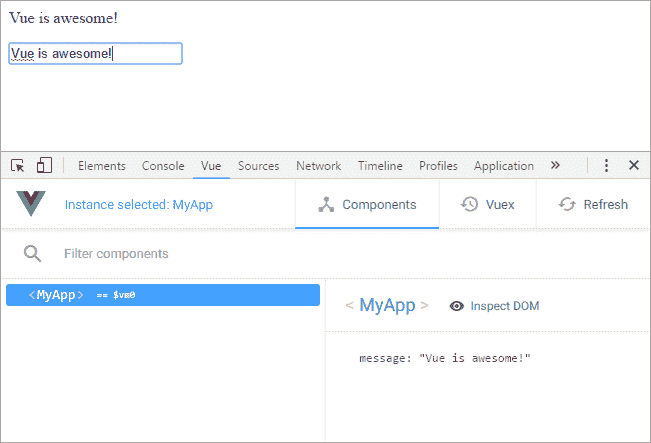 Vue is awesome!
Vue is awesome!
Elements Console Vue Sources Network Timeline Profiles Application »
Instance selected: MyApp Components Vuex Refresh
Filter components
<MyApp> == $vm0 < MyApp > Inspect DOM
message: "Vue is awesome!"